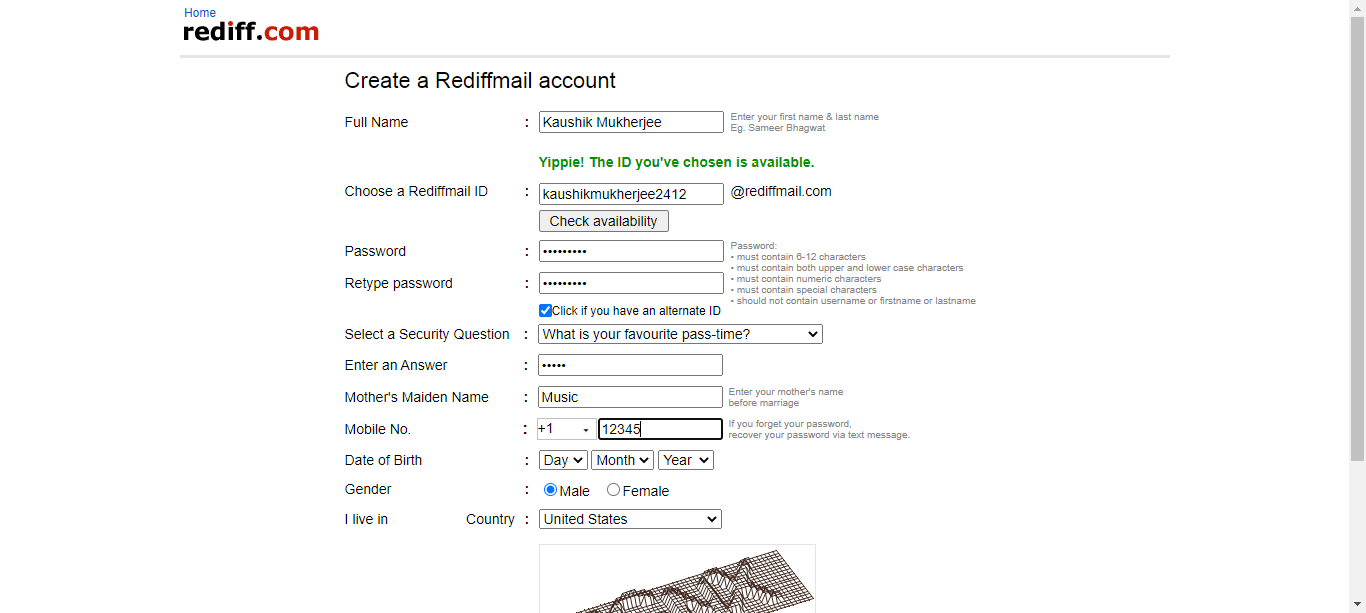 Home
rediff.com
Create a Rediffmail account
Full Name : Kaushik Mukherjee Enter your first name & last name
Eg. Sameer Bhagwat
Yippie! The ID you've chosen is available.
Choose a Rediffmail ID : kaushikmukherjee2412 @rediffmail.com
Check availability
Password : ••••••••• Password:
• must contain 6-12 characters
• must contain both upper and lower case characters
• must contain numeric characters
• must contain special characters
• should not contain username or firstname or lastname
Retype password : •••••••••
Click if you have an alternate ID
Select a Security Question : What is your favourite pass-time?
Enter an Answer : •••••
Mother's Maiden Name : Music Enter your mother's name
before marriage
Mobile No. : +1 12345 If you forget your password,
recover your password via text message.
Date of Birth : Day Month Year
Gender : Male Female
I live in Country : United States